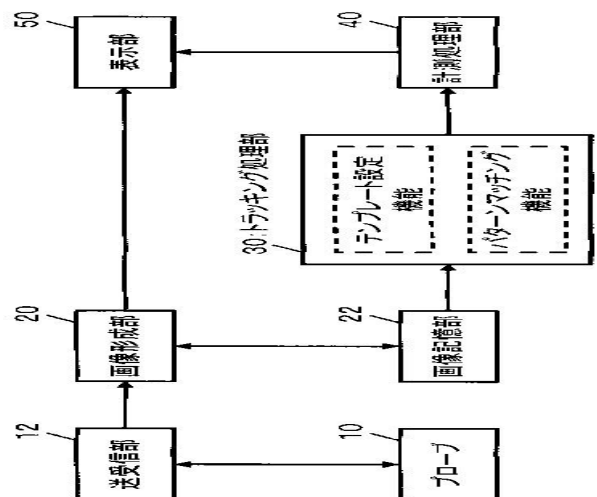 10
プローブ
12
送受信部
20
画像形成部
22
画像記憶部
30:トラッキング処理部
テンプレート設定
機能
パターンマッチング
機能
40
計測処理部
50
表示部